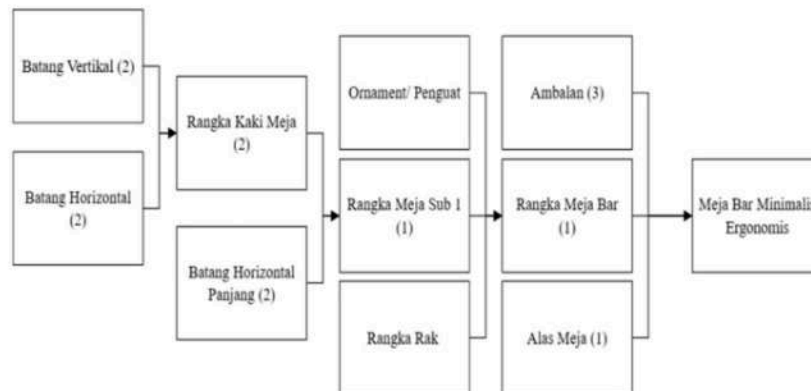 Batang Vertikal (2)
Batang Horizontal
(2)
Rangka Kaki Meja
(2)
Batang Horizontal
Panjang (2)
Ornament/ Penguat
Rangka Meja Sub 1
(1)
Rangka Rak
Ambalan (3)
Rangka Meja Bar
(1)
Alas Meja (1)
Meja Bar Minimalis
Ergonomis